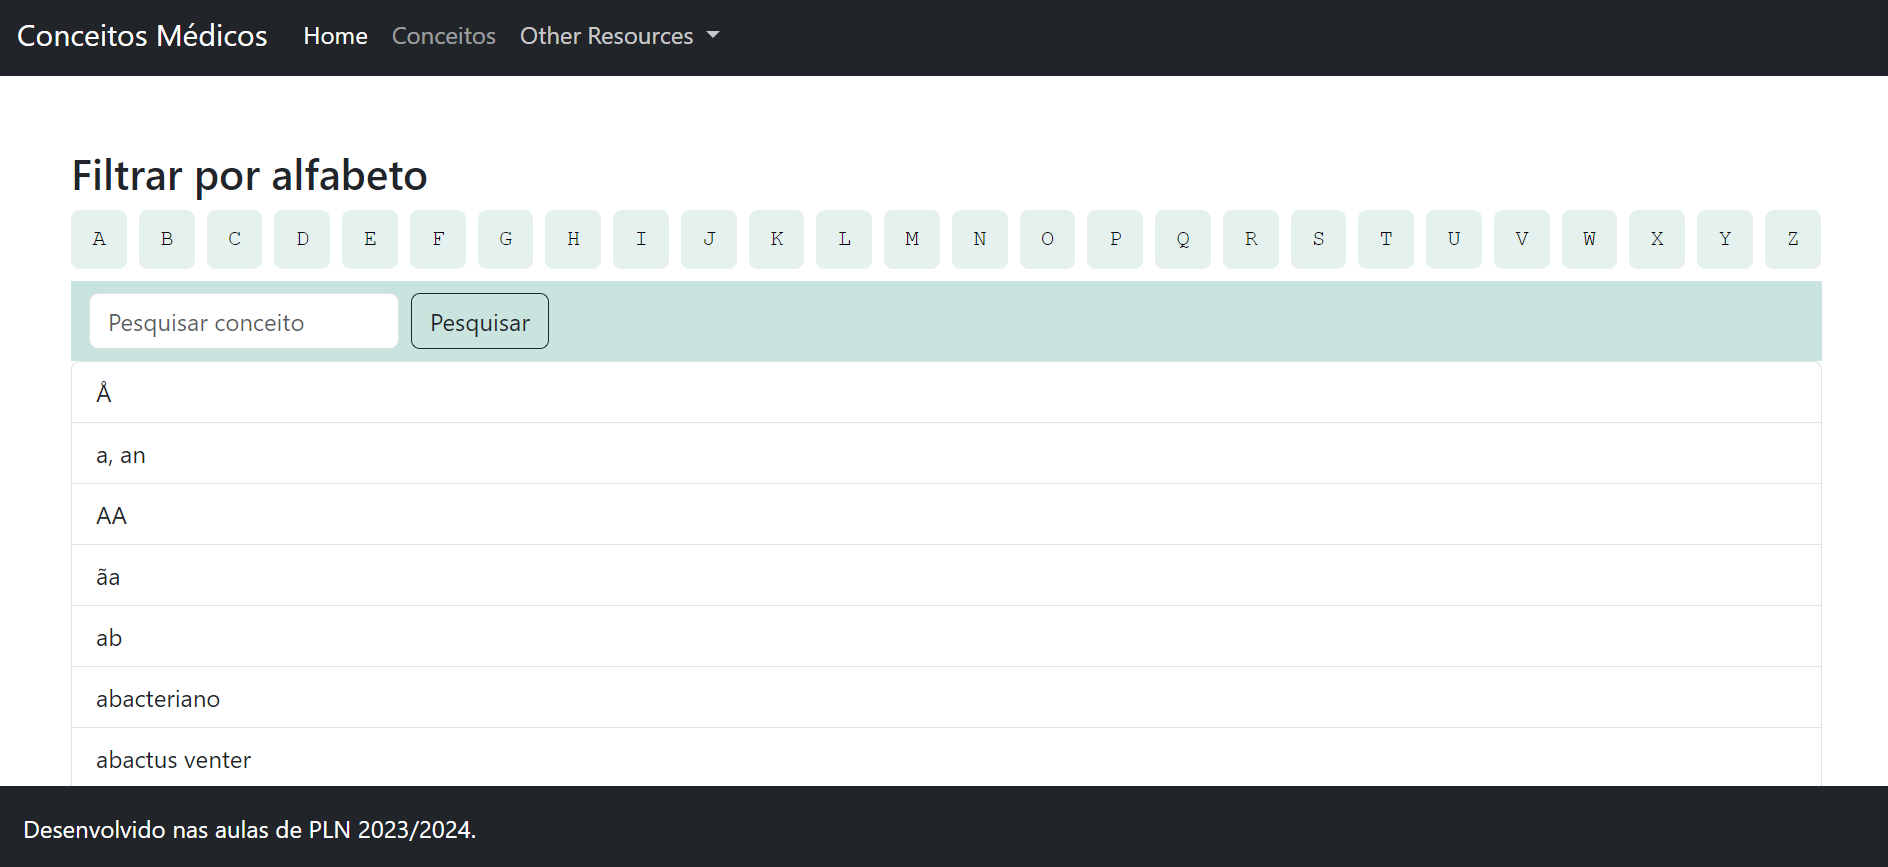 Conceitos Médicos Home Conceitos Other Resources
Filtrar por alfabeto
A B C D E F G H I J K L M N O P Q R S T U V W X Y Z
Pesquisar conceito Pesquisar
Å
a, an
AA
ãa
ab
abacteriano
abactus venter
Desenvolvido nas aulas de PLN 2023/2024.